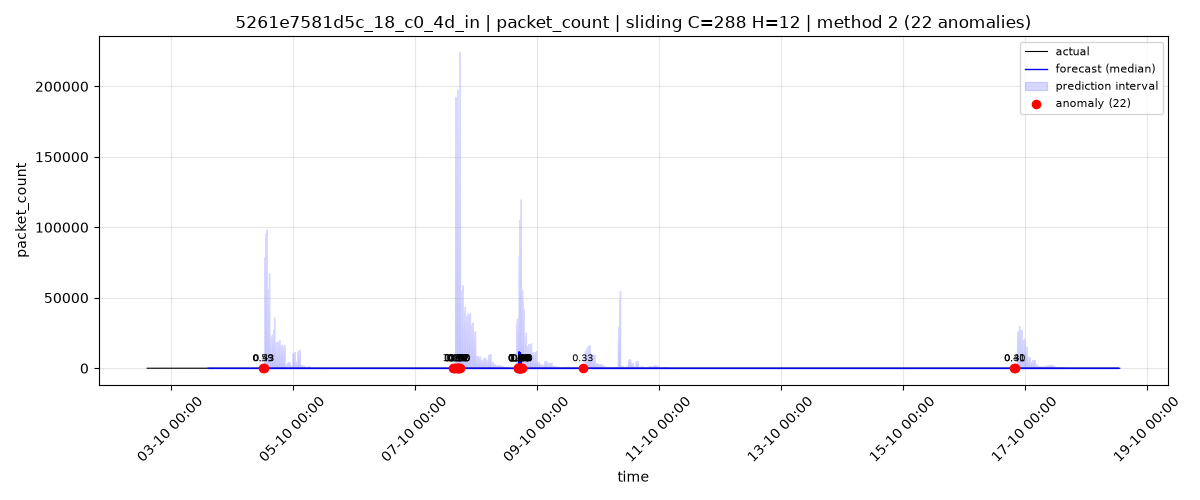 5261e7581d5c_18_c0_4d_in | packet_count | sliding C=288 H=12 | method 2 (22 anomalies)
actual
forecast (median)
prediction interval
anomaly (22)
packet_count
200000
150000
100000
50000
0
0.33
03-10 00:00
05-10 00:00
07-10 00:00
09-10 00:00
11-10 00:00
13-10 00:00
15-10 00:00
17-10 00:00
19-10 00:00
time